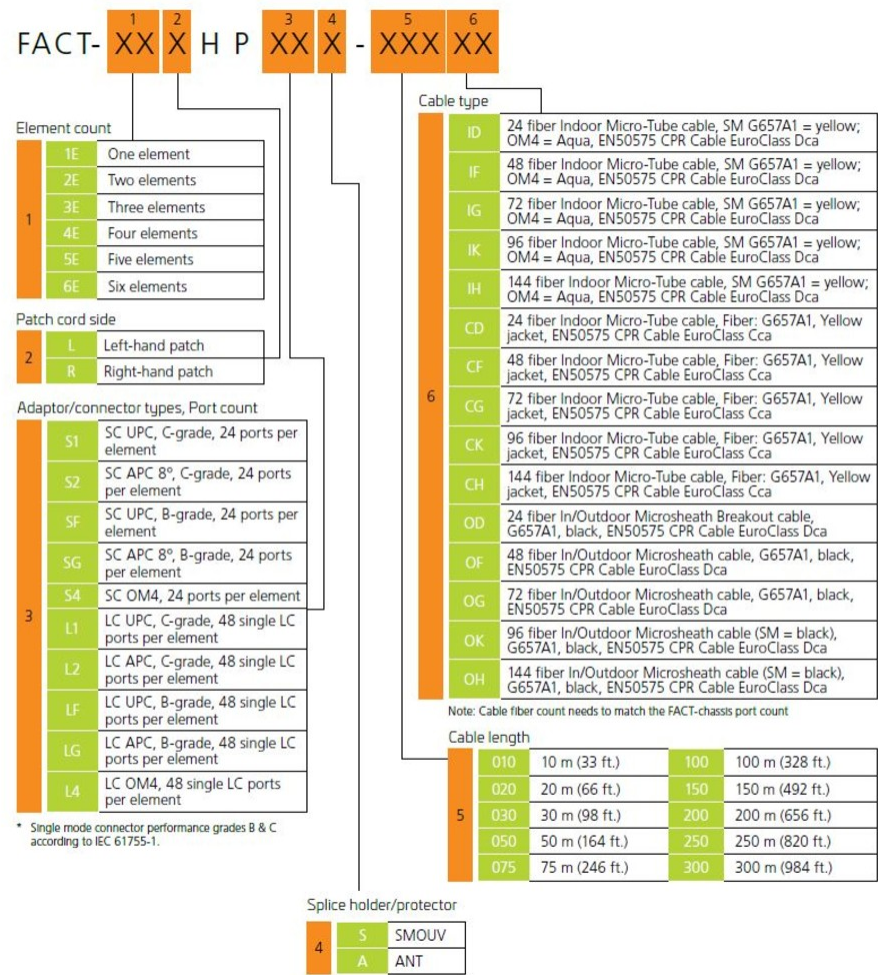 1 2 3 4 5 6
FACT- XX X H P XX X - XXX XX
Element count
1
1E One element
2E Two elements
3E Three elements
4E Four elements
5E Five elements
6E Six elements
Patch cord side
2
L Left-hand patch
R Right-hand patch
Adaptor/connector types, Port count
3
S1 SC UPC, C-grade, 24 ports per
element
S2 SC APC 8º, C-grade, 24 ports
per element
SF SC UPC, B-grade, 24 ports per
element
SG SC APC 8º, B-grade, 24 ports
per element
S4 SC OM4, 24 ports per element
L1 LC UPC, C-grade, 48 single LC
ports per element
L2 LC APC, C-grade, 48 single LC
ports per element
LF LC UPC, B-grade, 48 single LC
ports per element
LG LC APC, B-grade, 48 single LC
ports per element
L4 LC OM4, 48 single LC ports
per element
* Single mode connector performance grades B & C
according to IEC 61755-1.
Cable type
6
ID 24 fiber Indoor Micro-Tube cable, SM G657A1 = yellow;
OM4 = Aqua, EN50575 CPR Cable EuroClass Dca
IF 48 fiber Indoor Micro-Tube cable, SM G657A1 = yellow;
OM4 = Aqua, EN50575 CPR Cable EuroClass Dca
IG 72 fiber Indoor Micro-Tube cable, SM G657A1 = yellow;
OM4 = Aqua, EN50575 CPR Cable EuroClass Dca
IK 96 fiber Indoor Micro-Tube cable, SM G657A1 = yellow;
OM4 = Aqua, EN50575 CPR Cable EuroClass Dca
IH 144 fiber Indoor Micro-Tube cable, SM G657A1 = yellow;
OM4 = Aqua, EN50575 CPR Cable EuroClass Dca
CD 24 fiber Indoor Micro-Tube cable, Fiber: G657A1, Yellow
jacket, EN50575 CPR Cable EuroClass Cca
CF 48 fiber Indoor Micro-Tube cable, Fiber: G657A1, Yellow
jacket, EN50575 CPR Cable EuroClass Cca
CG 72 fiber Indoor Micro-Tube cable, Fiber: G657A1, Yellow
jacket, EN50575 CPR Cable EuroClass Cca
CK 96 fiber Indoor Micro-Tube cable, Fiber: G657A1, Yellow
jacket, EN50575 CPR Cable EuroClass Cca
CH 144 fiber Indoor Micro-Tube cable, Fiber: G657A1, Yellow
jacket, EN50575 CPR Cable EuroClass Cca
OD 24 fiber In/Outdoor Microsheath Breakout cable,
G657A1, black, EN50575 CPR Cable EuroClass Dca
OF 48 fiber In/Outdoor Microsheath cable, G657A1, black,
EN50575 CPR Cable EuroClass Dca
OG 72 fiber In/Outdoor Microsheath cable, G657A1, black,
EN50575 CPR Cable EuroClass Dca
OK 96 fiber In/Outdoor Microsheath cable (SM = black),
G657A1, black, EN50575 CPR Cable EuroClass Dca
OH 144 fiber In/Outdoor Microsheath cable (SM = black),
G657A1, black, EN50575 CPR Cable EuroClass Dca
Note: Cable fiber count needs to match the FACT-chassis port count
Cable length
5
010 10 m (33 ft.) 100 100 m (328 ft.)
020 20 m (66 ft.) 150 150 m (492 ft.)
030 30 m (98 ft.) 200 200 m (656 ft.)
050 50 m (164 ft.) 250 250 m (820 ft.)
075 75 m (246 ft.) 300 300 m (984 ft.)
Splice holder/protector
4
S SMOUV
A ANT